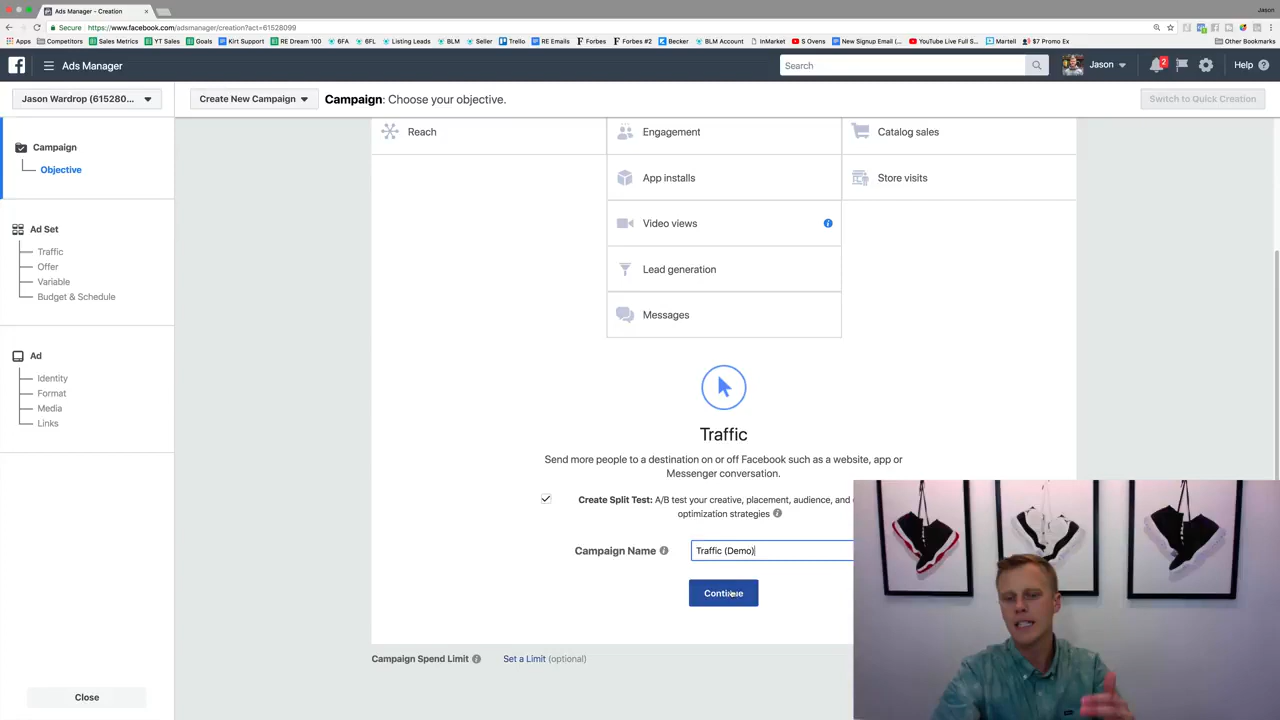 Ads Manager - Creation
Jason
Secure
https://www.facebook.com/adsmanager/creation?act=61528099
Apps
Competitors
Sales Metrics
YT Sales
Goals
Kirt Support
RE Dream 100
6FA
6FL
Listing Leads
BLM
Seller
Trello
RE Emails
Forbes
Forbes #2
Becker
BLM Account
InMarket
S Ovens
New Signup Email (...
YouTube Live Full S...
Martell
$7 Promo Ex
Other Bookmarks
Ads Manager
Search
Jason
2
Help
Jason Wardrop (615280...
Create New Campaign
Campaign: Choose your objective.
Switch to Quick Creation
Campaign
Objective
Ad Set
Traffic
Offer
Variable
Budget & Schedule
Ad
Identity
Format
Media
Links
Close
Reach
Engagement
Catalog sales
App installs
Store visits
Video views
Lead generation
Messages
Traffic
Send more people to a destination on or off Facebook such as a website, app or
Messenger conversation.
Create Split Test: A/B test your creative, placement, audience, and
optimization strategies
Campaign Name
Traffic (Demo)
Continue
Campaign Spend Limit
Set a Limit (optional)